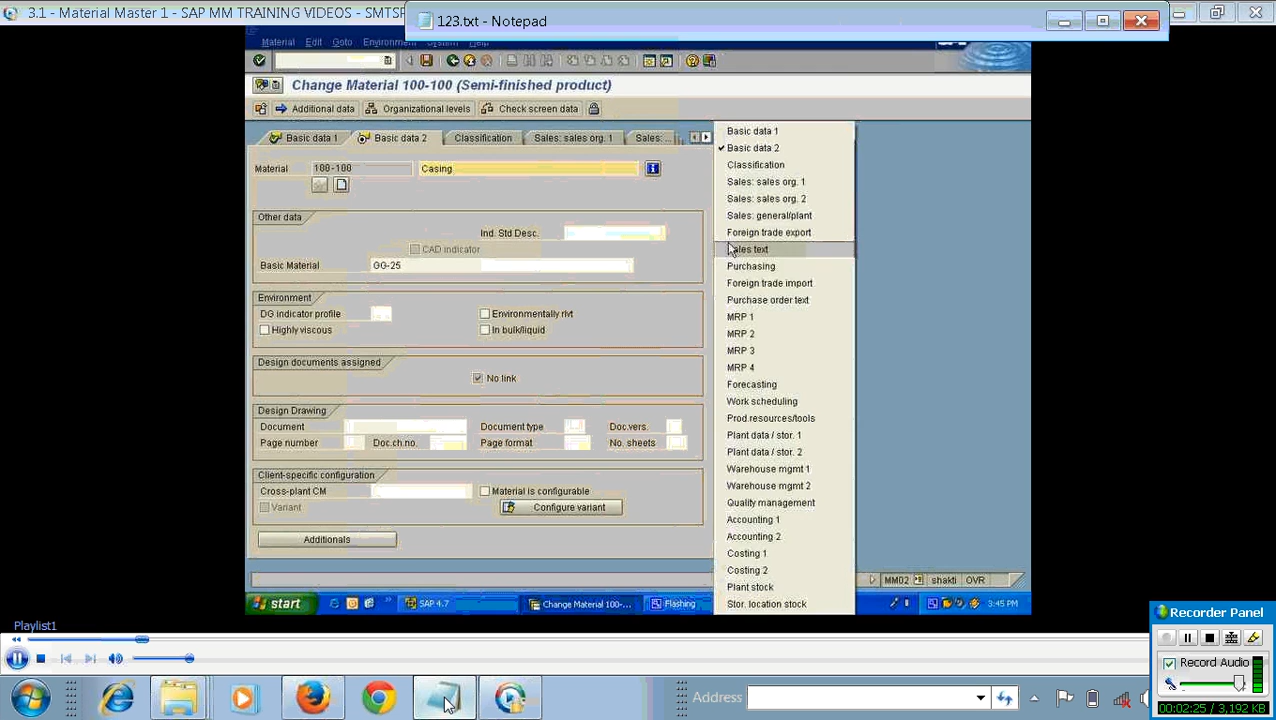 3.1 - Material Master 1 - SAP MM TRAINING VIDEOS - SMTSF
123.txt - Notepad
Material Edit Goto Environment System Help
Change Material 100-100 (Semi-finished product)
Additional data Organizational levels Check screen data
Basic data 1 Basic data 2 Classification Sales: sales org. 1 Sales: ...
Material 100-100 Casing
Other data
Ind. Std Desc.
CAD indicator
Basic Material GG-25
Environment
DG indicator profile Environmentally rlvt
Highly viscous In bulk/liquid
Design documents assigned
No link
Design Drawing
Document Document type Doc.vers.
Page number Doc.ch.no. Page format No. sheets
Client-specific configuration
Cross-plant CM Material is configurable
Variant Configure variant
Additionals
Basic data 1
Basic data 2
Classification
Sales: sales org. 1
Sales: sales org. 2
Sales: general/plant
Foreign trade export
Sales text
Purchasing
Foreign trade import
Purchase order text
MRP 1
MRP 2
MRP 3
MRP 4
Forecasting
Work scheduling
Prod.resources/tools
Plant data / stor. 1
Plant data / stor. 2
Warehouse mgmt 1
Warehouse mgmt 2
Quality management
Accounting 1
Accounting 2
Costing 1
Costing 2
Plant stock
Stor. location stock
MM02 shakti OVR
start SAP 4.7 Change Material 100-... Flashing 3:45 PM
Playlist1
Recorder Panel
Record Audio
00:02:25 / 3,192 KB
Address